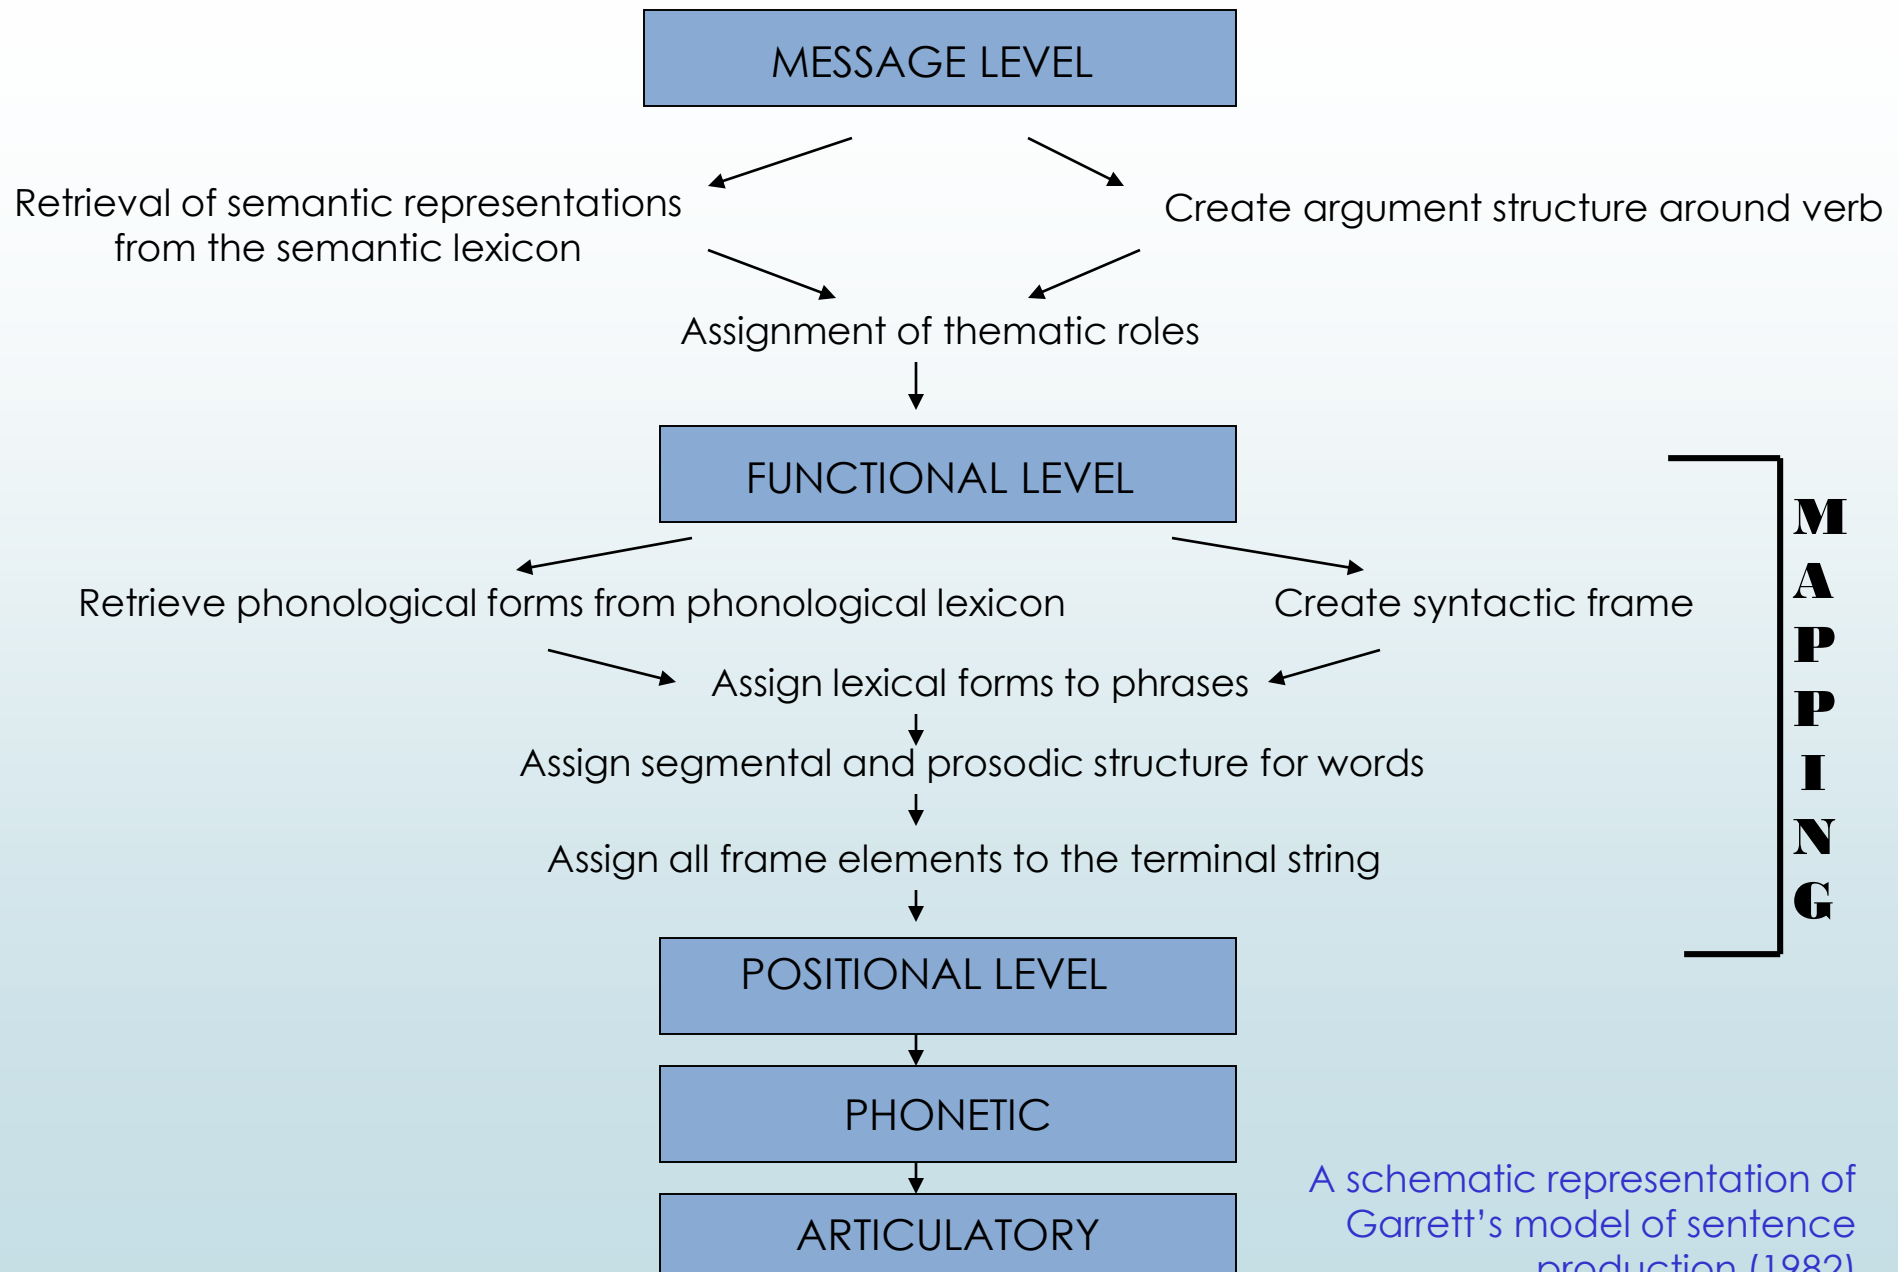 MESSAGE LEVEL
Retrieval of semantic representations
from the semantic lexicon
Create argument structure around verb
Assignment of thematic roles
FUNCTIONAL LEVEL
Retrieve phonological forms from phonological lexicon
Create syntactic frame
Assign lexical forms to phrases
Assign segmental and prosodic structure for words
Assign all frame elements to the terminal string
M
A
P
P
I
N
G
POSITIONAL LEVEL
PHONETIC
ARTICULATORY
A schematic representation of
Garrett's model of sentence
production (1982)